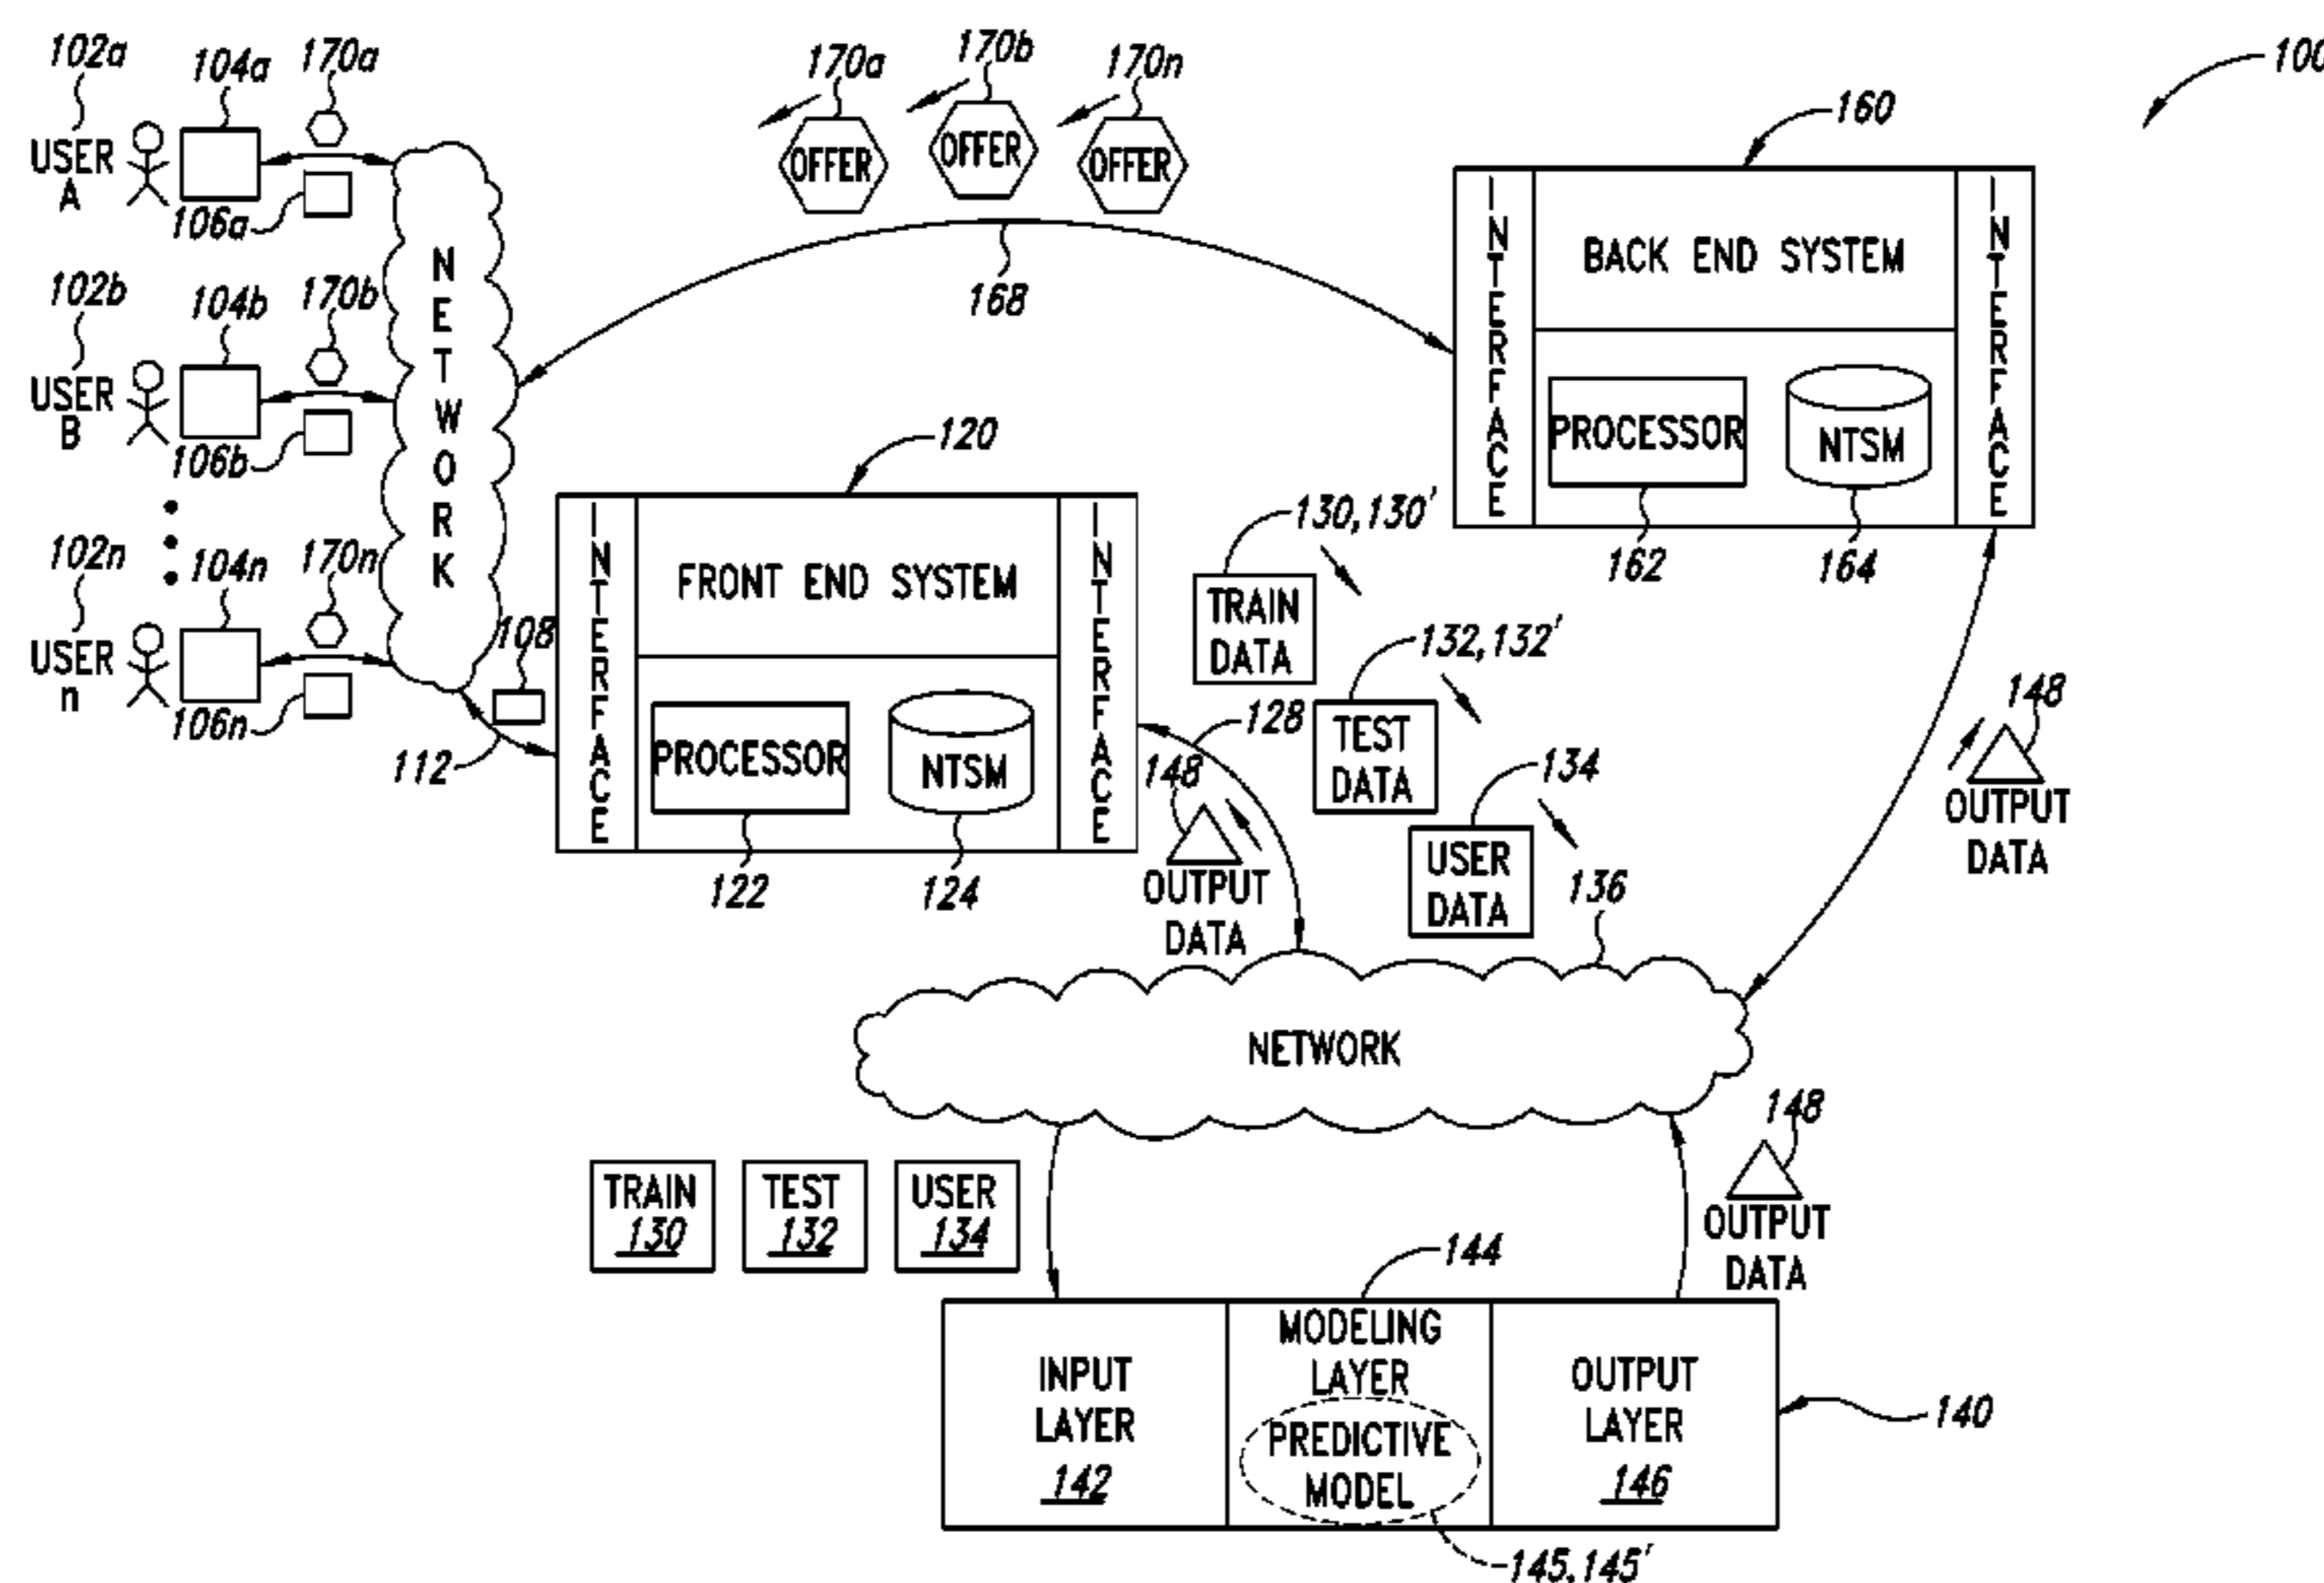 100
102a
104a
170a
USER
A
106a
102b
104b
170b
USER
B
106b
102n
104n
170n
USER
n
106n
NETWORK
108
112
170a
170b
170n
OFFER
OFFER
OFFER
168
160
INTERFACE
BACK END SYSTEM
INTERFACE
PROCESSOR
NTSM
162
164
120
INTERFACE
FRONT END SYSTEM
INTERFACE
PROCESSOR
NTSM
122
124
130,130'
TRAIN
DATA
132,132'
TEST
DATA
134
USER
DATA
128
148
OUTPUT
DATA
148
OUTPUT
DATA
136
NETWORK
TRAIN
130
TEST
132
USER
134
148
OUTPUT
DATA
144
INPUT
LAYER
142
MODELING
LAYER
PREDICTIVE
MODEL
OUTPUT
LAYER
146
140
145,145'